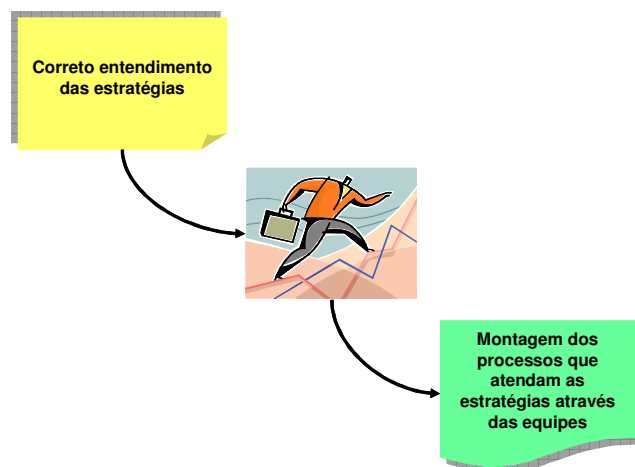 Correto entendimento
das estratégias
Montagem dos
processos que
atendam as
estratégias através
das equipes